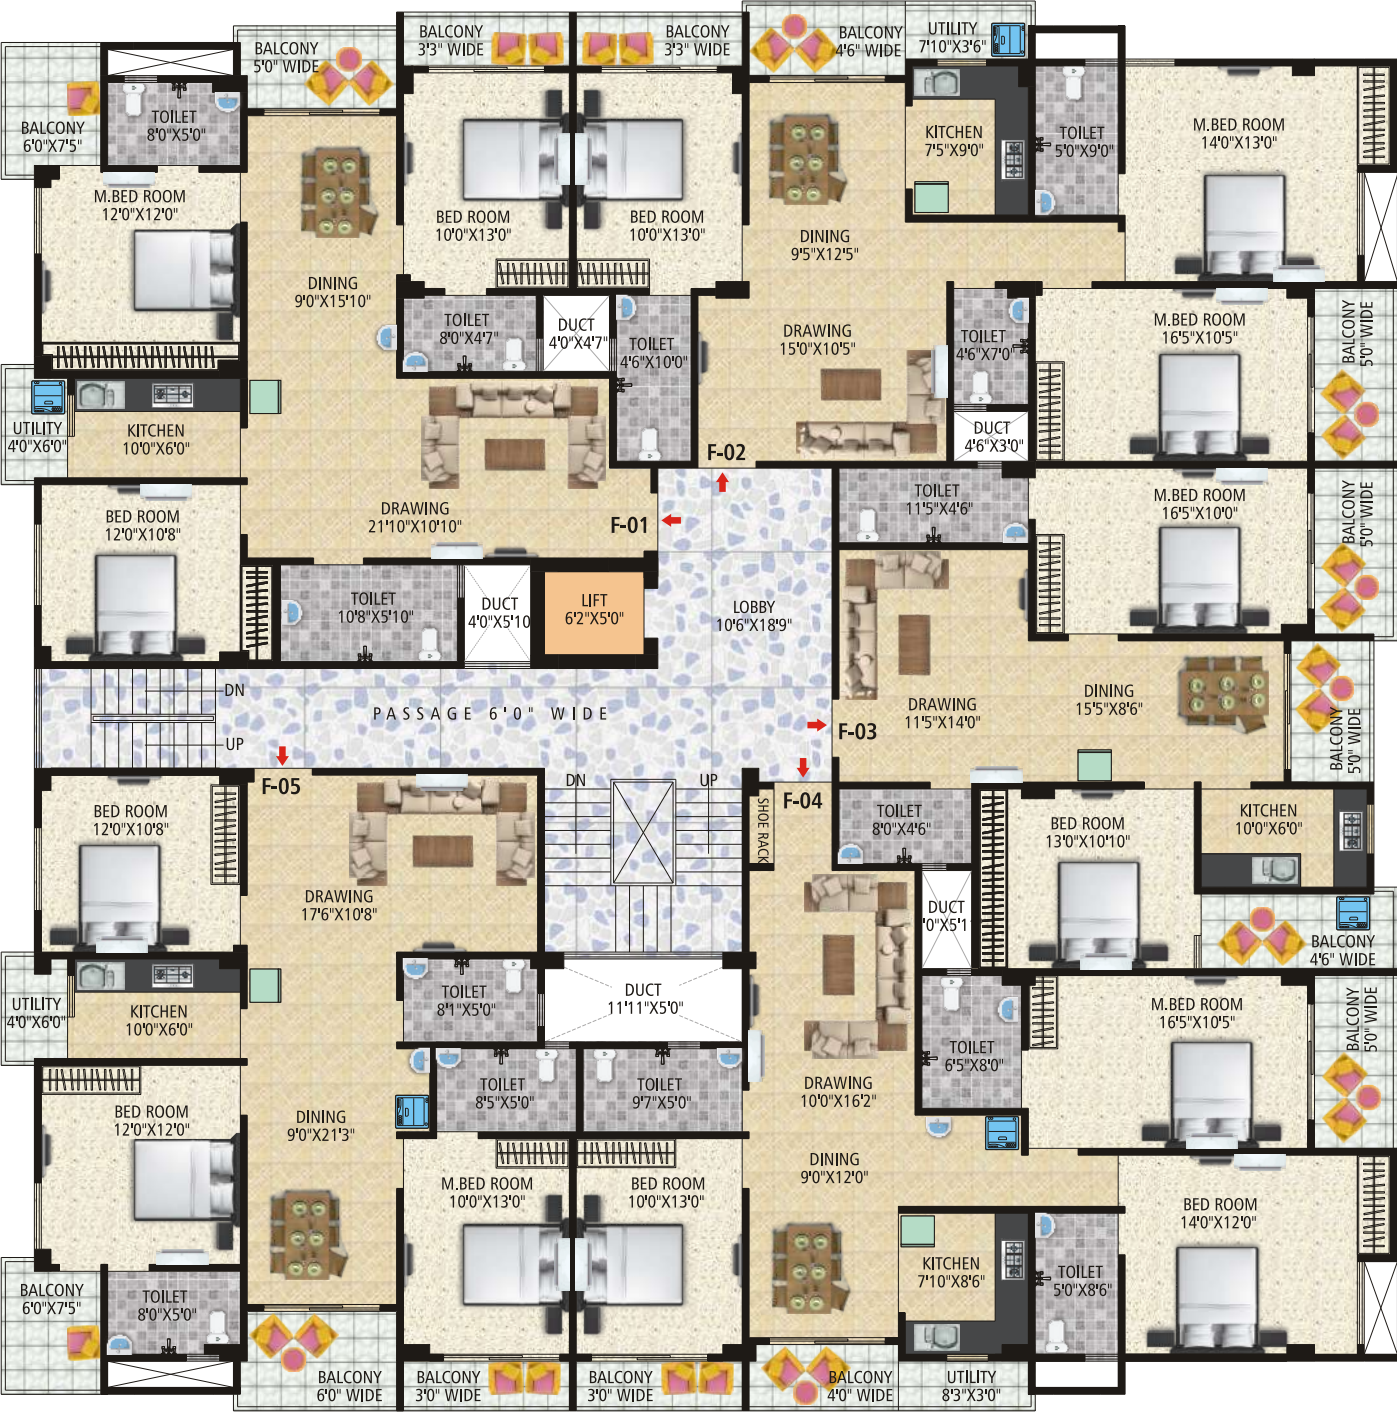 BALCONY
5'0" WIDE
BALCONY
3'3" WIDE
BALCONY
3'3" WIDE
BALCONY
4'6" WIDE
UTILITY
7'10"X3'6"
BALCONY
6'0"X7'5"
TOILET
8'0"X5'0"
M.BED ROOM
12'0"X12'0"
DINING
9'0"X15'10"
BED ROOM
10'0"X13'0"
BED ROOM
10'0"X13'0"
DINING
9'5"X12'5"
KITCHEN
7'5"X9'0"
TOILET
5'0"X9'0"
M.BED ROOM
14'0"X13'0"
TOILET
8'0"X4'7"
DUCT
4'0"X4'7"
TOILET
4'6"X10'0"
DRAWING
15'0"X10'5"
TOILET
4'6"X7'0"
M.BED ROOM
16'5"X10'5"
BALCONY
5'0" WIDE
UTILITY
4'0"X6'0"
KITCHEN
10'0"X6'0"
DUCT
4'6"X3'0"
F-02
BED ROOM
12'0"X10'8"
DRAWING
21'10"X10'10"
F-01
TOILET
11'5"X4'6"
M.BED ROOM
16'5"X10'0"
BALCONY
5'0" WIDE
TOILET
10'8"X5'10"
DUCT
4'0"X5'10
LIFT
6'2"X5'0"
LOBBY
10'6"X18'9"
DN
UP
PASSAGE 6'0" WIDE
DRAWING
11'5"X14'0"
DINING
15'5"X8'6"
BALCONY
5'0" WIDE
F-03
F-05
DN
UP
F-04
SHOE RACK
BED ROOM
12'0"X10'8"
TOILET
8'0"X4'6"
BED ROOM
13'0"X10'10"
KITCHEN
10'0"X6'0"
DRAWING
17'6"X10'8"
DUCT
'0"X5'1
BALCONY
4'6" WIDE
UTILITY
4'0"X6'0"
KITCHEN
10'0"X6'0"
TOILET
8'1"X5'0"
DUCT
11'11"X5'0"
M.BED ROOM
16'5"X10'5"
BALCONY
5'0" WIDE
TOILET
6'5"X8'0"
TOILET
8'5"X5'0"
TOILET
9'7"X5'0"
DRAWING
10'0"X16'2"
BED ROOM
12'0"X12'0"
DINING
9'0"X21'3"
M.BED ROOM
10'0"X13'0"
BED ROOM
10'0"X13'0"
DINING
9'0"X12'0"
BED ROOM
14'0"X12'0"
KITCHEN
7'10"X8'6"
TOILET
5'0"X8'6"
BALCONY
6'0"X7'5"
TOILET
8'0"X5'0"
BALCONY
6'0" WIDE
BALCONY
3'0" WIDE
BALCONY
3'0" WIDE
BALCONY
4'0" WIDE
UTILITY
8'3"X3'0"